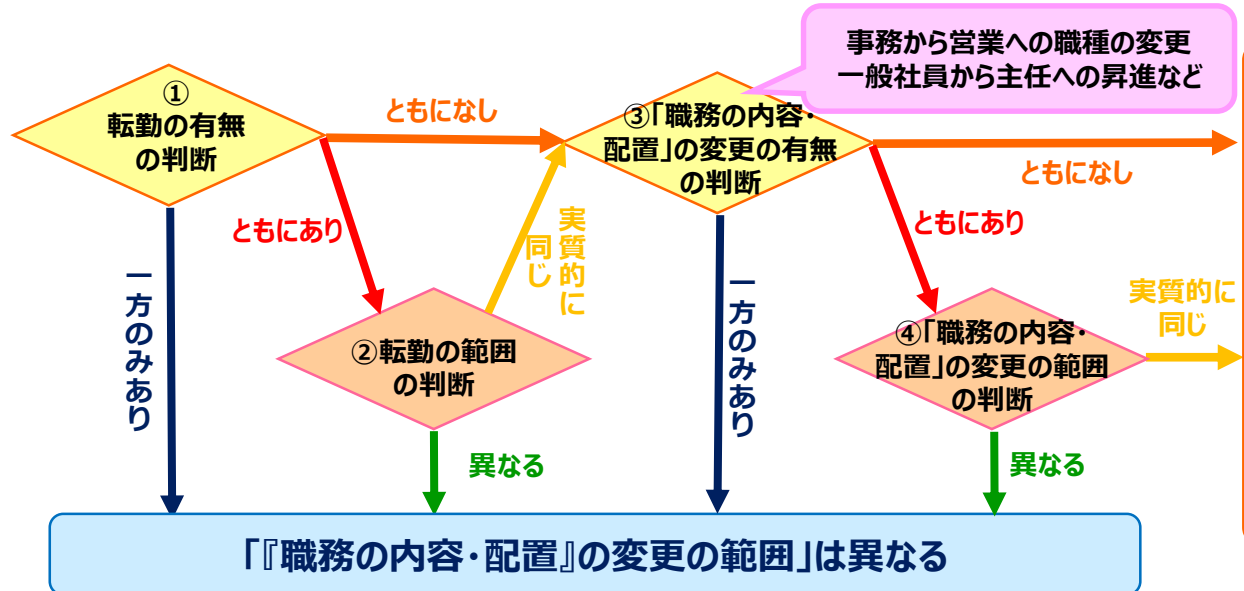 事務から営業への職種の変更
一般社員から主任への昇進など
①
転勤の有無
の判断
ともになし
③「職務の内容・
配置」の変更の有無
の判断
ともになし
ともにあり
実質的に
同じ
ともにあり
一方のみあり
一方のみあり
実質的に
同じ
②転勤の範囲
の判断
④「職務の内容・
配置」の変更の範囲
の判断
異なる
異なる
「『職務の内容・配置』の変更の範囲」は異なる